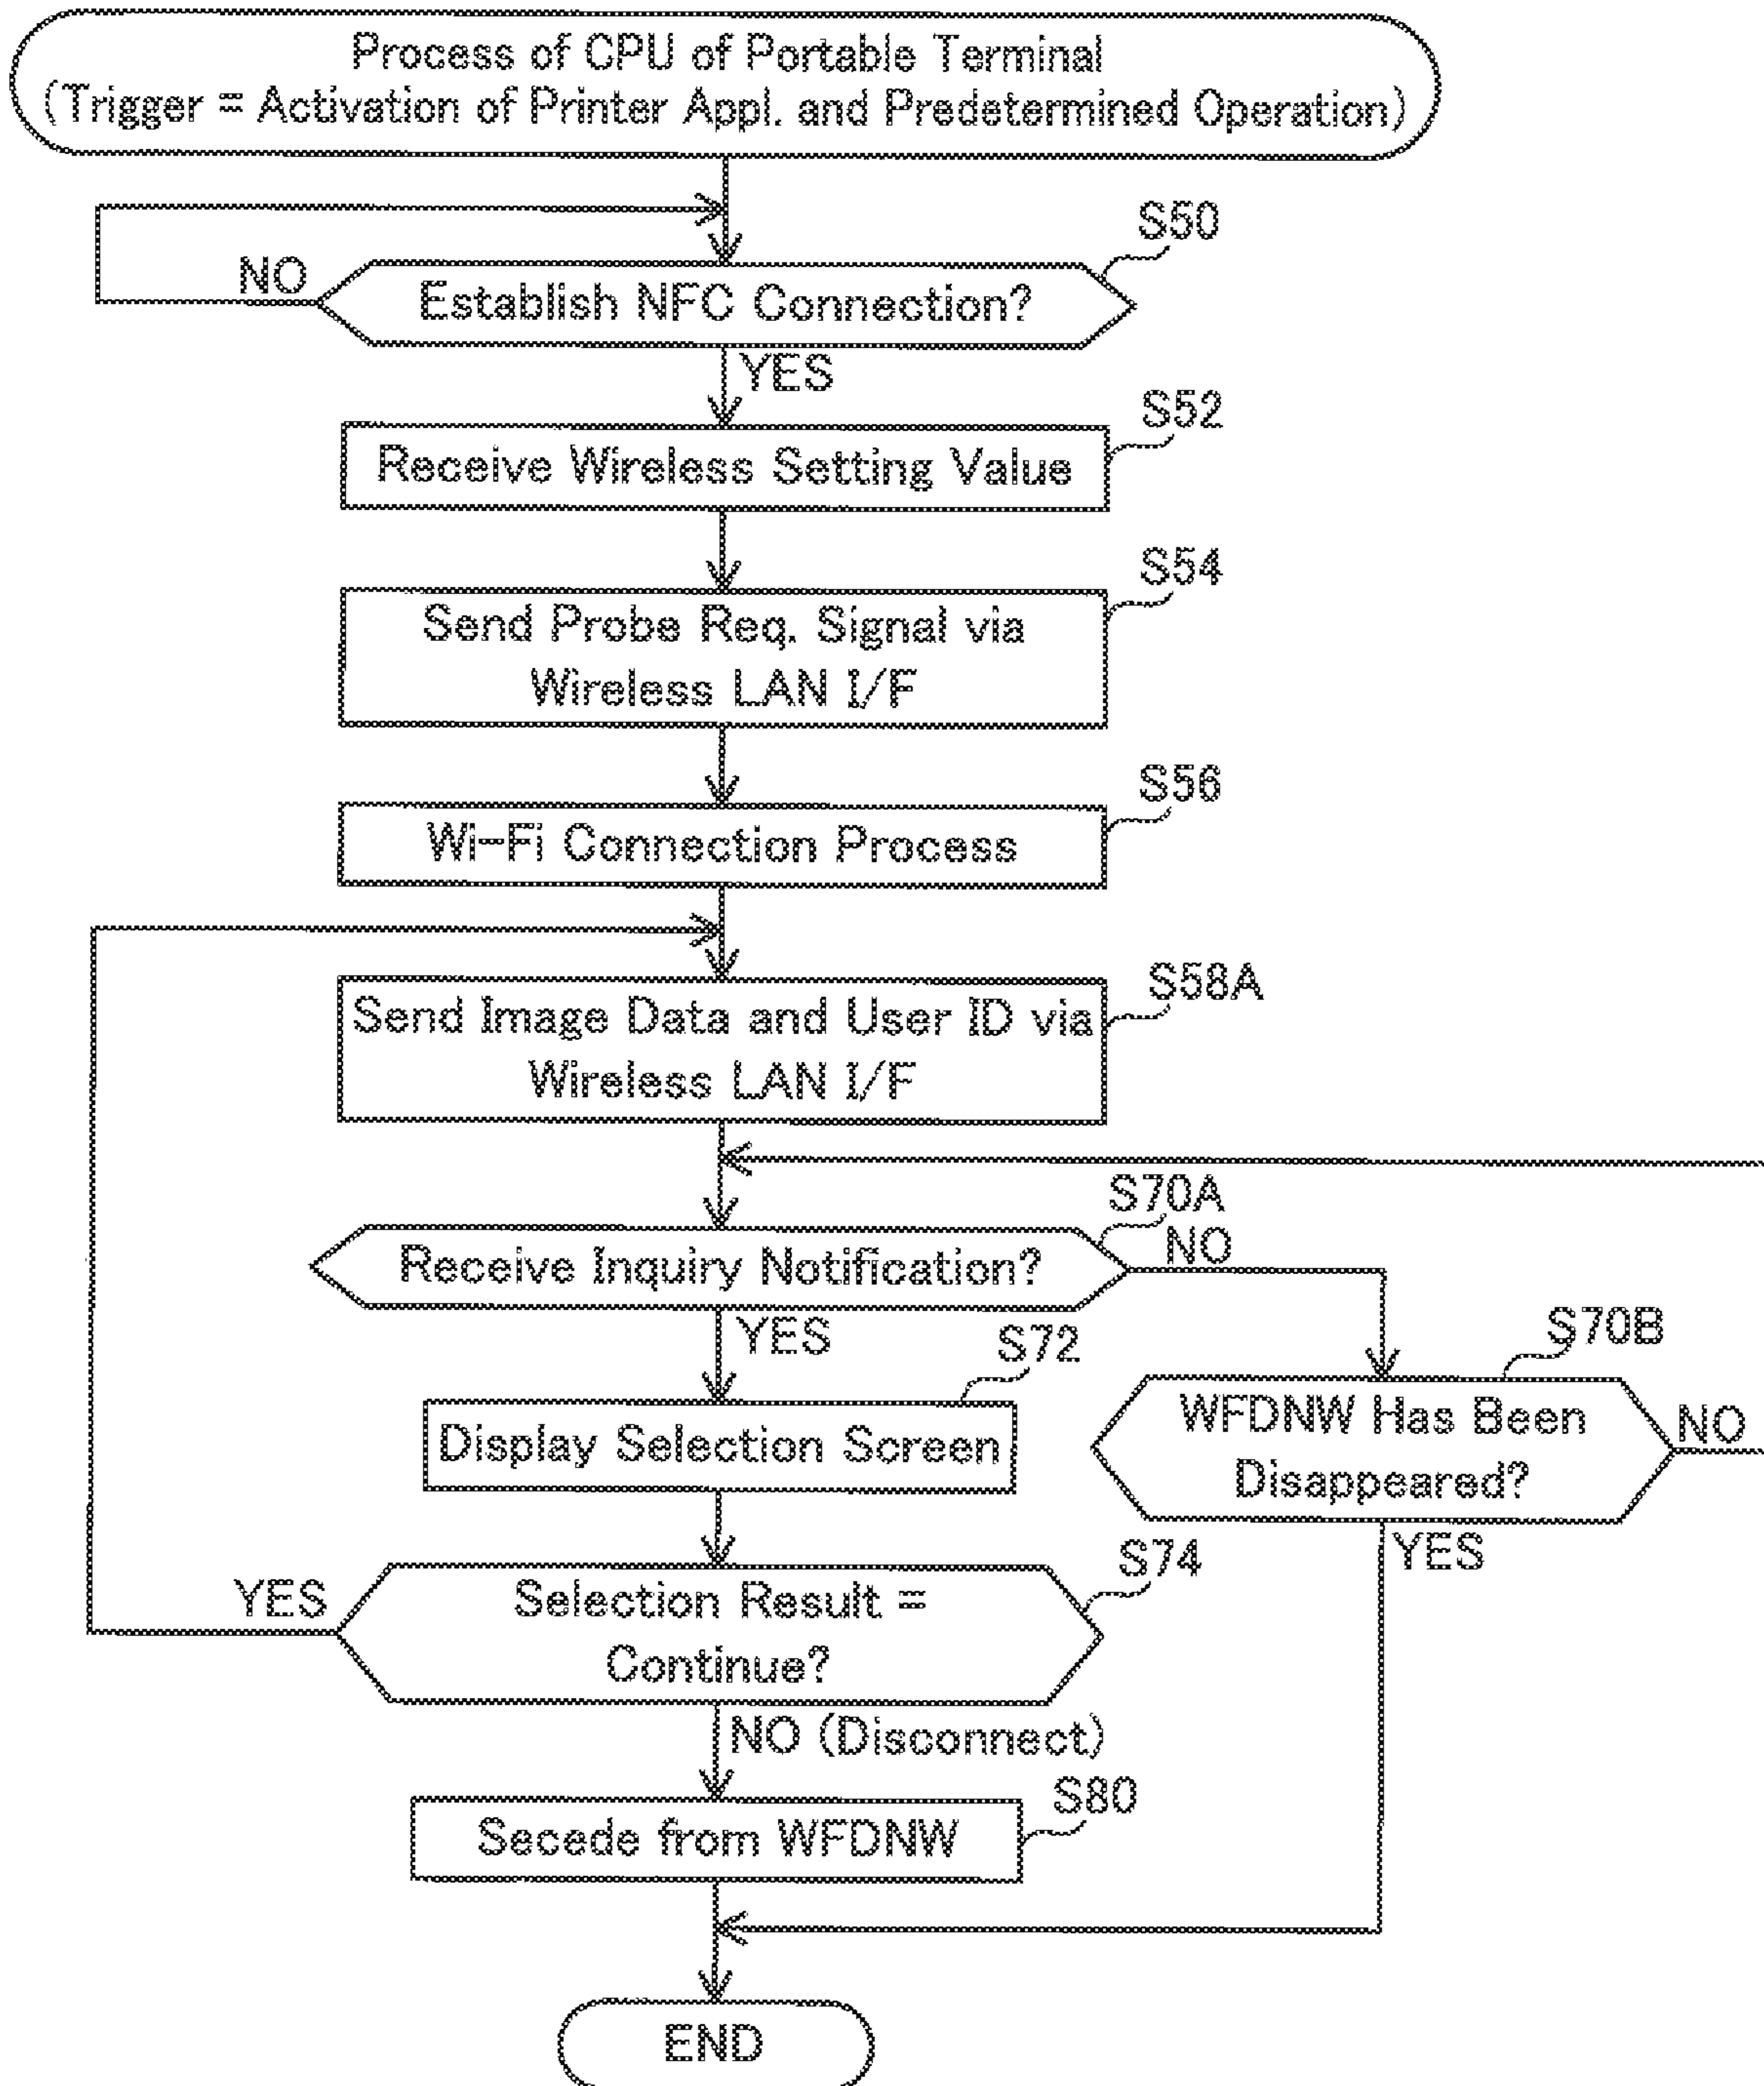 Process of CPU of Portable Terminal
(Trigger = Activation of Printer Appl. and Predetermined Operation)
S50
NO
Establish NFC Connection?
YES
S52
Receive Wireless Setting Value
S54
Send Probe Req. Signal via
Wireless LAN I/F
S56
Wi-Fi Connection Process
S58A
Send Image Data and User ID via
Wireless LAN I/F
S70A
NO
Receive Inquiry Notification?
YES
S72
S70B
Display Selection Screen
WFDNW Has Been
Disappeared?
NO
YES
S74
YES
Selection Result =
Continue?
NO (Disconnect)
S80
Secede from WFDNW
END